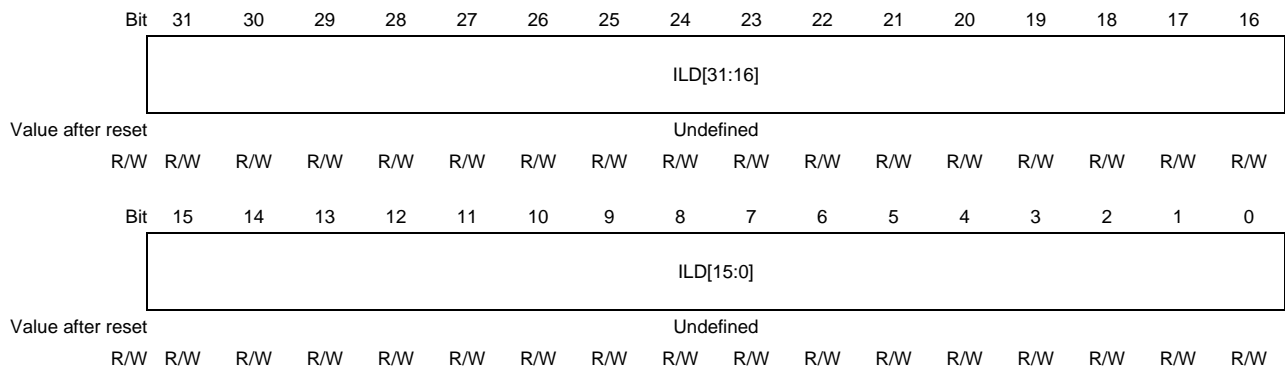 Bit 31 30 29 28 27 26 25 24 23 22 21 20 19 18 17 16
ILD[31:16]
Value after reset Undefined
R/W R/W R/W R/W R/W R/W R/W R/W R/W R/W R/W R/W R/W R/W R/W R/W R/W
Bit 15 14 13 12 11 10 9 8 7 6 5 4 3 2 1 0
ILD[15:0]
Value after reset Undefined
R/W R/W R/W R/W R/W R/W R/W R/W R/W R/W R/W R/W R/W R/W R/W R/W R/W